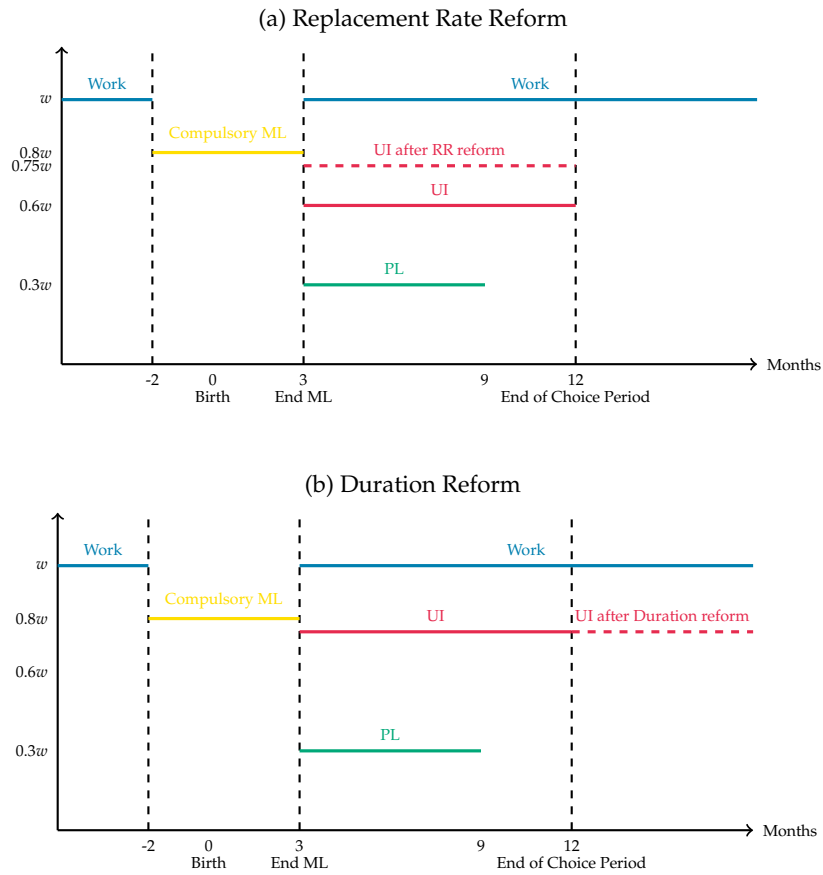 (a) Replacement Rate Reform
Work
Work
w
Compulsory ML
0.8w
UI after RR reform
0.75w
UI
0.6w
PL
0.3w
Months
-2
0
3
9
12
Birth
End ML
End of Choice Period
(b) Duration Reform
Work
Work
w
Compulsory ML
0.8w
UI
UI after Duration reform
0.6w
PL
0.3w
Months
-2
0
3
9
12
Birth
End ML
End of Choice Period